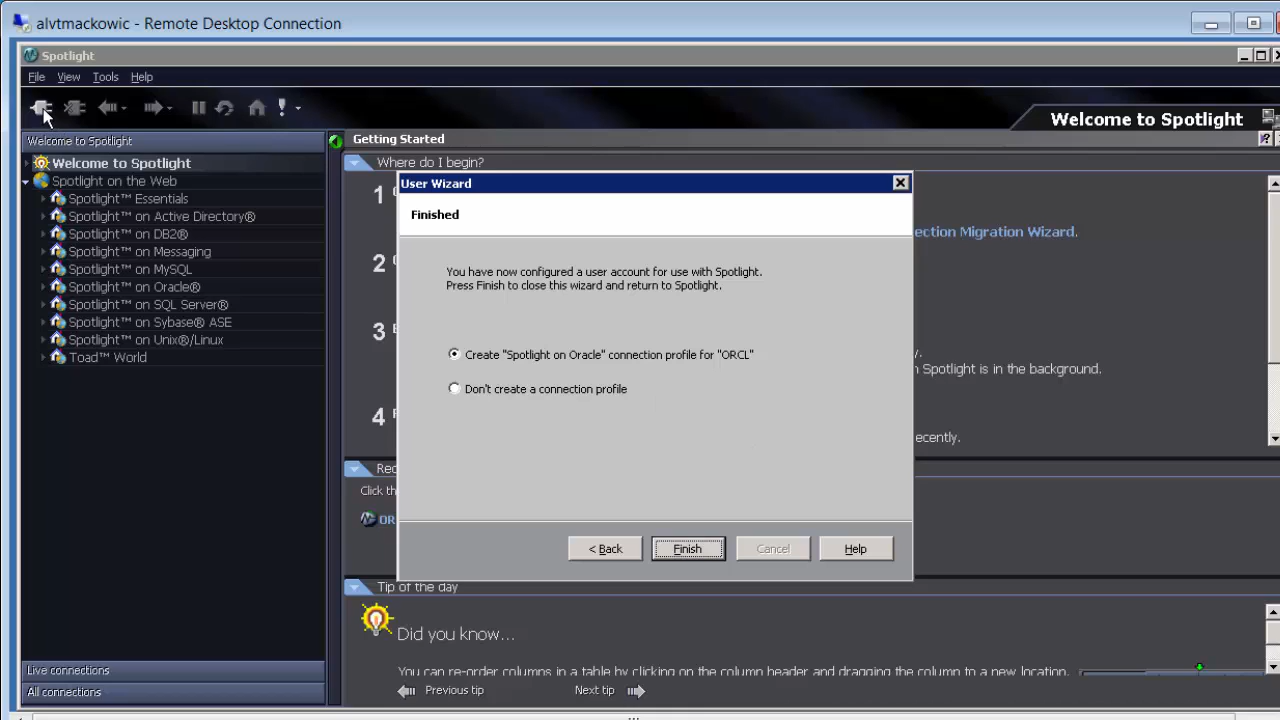 alvtmackowic - Remote Desktop Connection
Spotlight
File View Tools Help
Welcome to Spotlight
Welcome to Spotlight
Getting Started
Welcome to Spotlight
Spotlight on the Web
Spotlight™ Essentials
Spotlight™ on Active Directory®
Spotlight™ on DB2®
Spotlight™ on Messaging
Spotlight™ on MySQL
Spotlight™ on Oracle®
Spotlight™ on SQL Server®
Spotlight™ on Sybase® ASE
Spotlight™ on Unix®/Linux
Toad™ World
Live connections
All connections
Where do I begin?
1
ection Migration Wizard.
2
3
n Spotlight is in the background.
4
ecently.
User Wizard
Finished
You have now configured a user account for use with Spotlight.
Press Finish to close this wizard and return to Spotlight.
Create "Spotlight on Oracle" connection profile for "ORCL"
Don't create a connection profile
< Back Finish Cancel Help
Rec
Click th
OR
Tip of the day
Did you know...
You can re-order columns in a table by clicking on the column header and dragging the column to a new location.
Previous tip Next tip